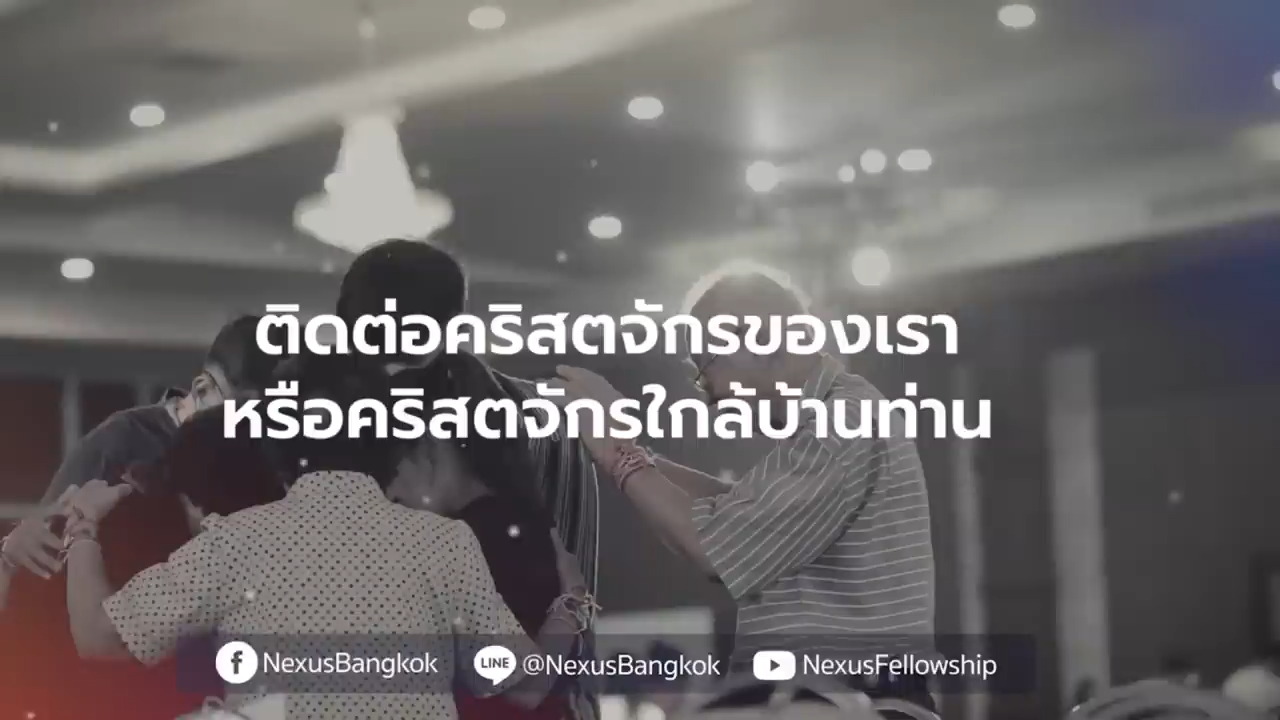 ติดต่อคริสตจักรของเรา
หรือคริสตจักรใกล้บ้านท่าน
NexusBangkok LINE @NexusBangkok NexusFellowship